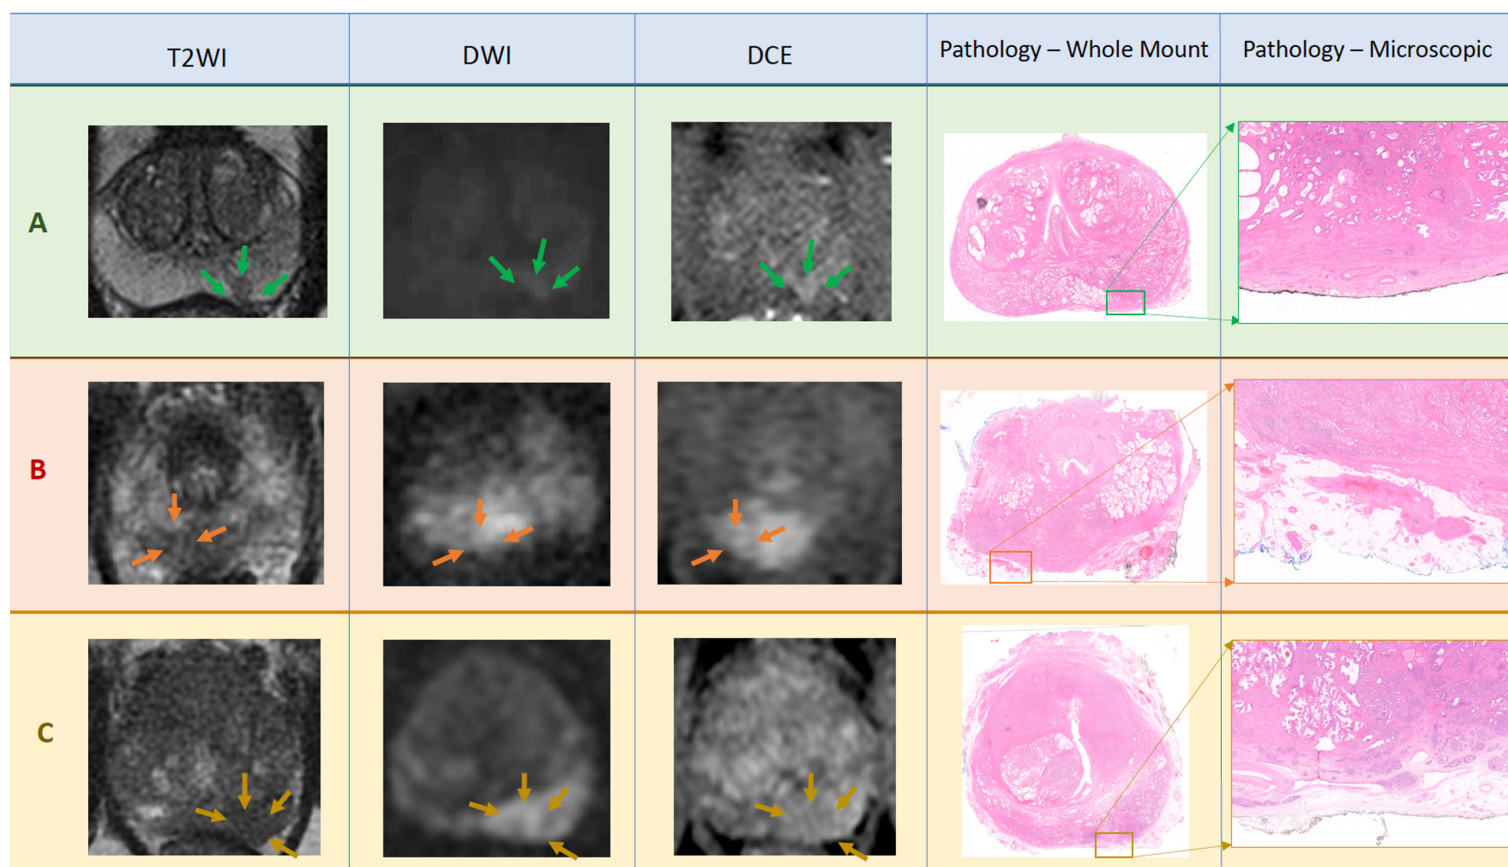 T2WI
DWI
DCE
Pathology – Whole Mount
Pathology – Microscopic
A
B
C